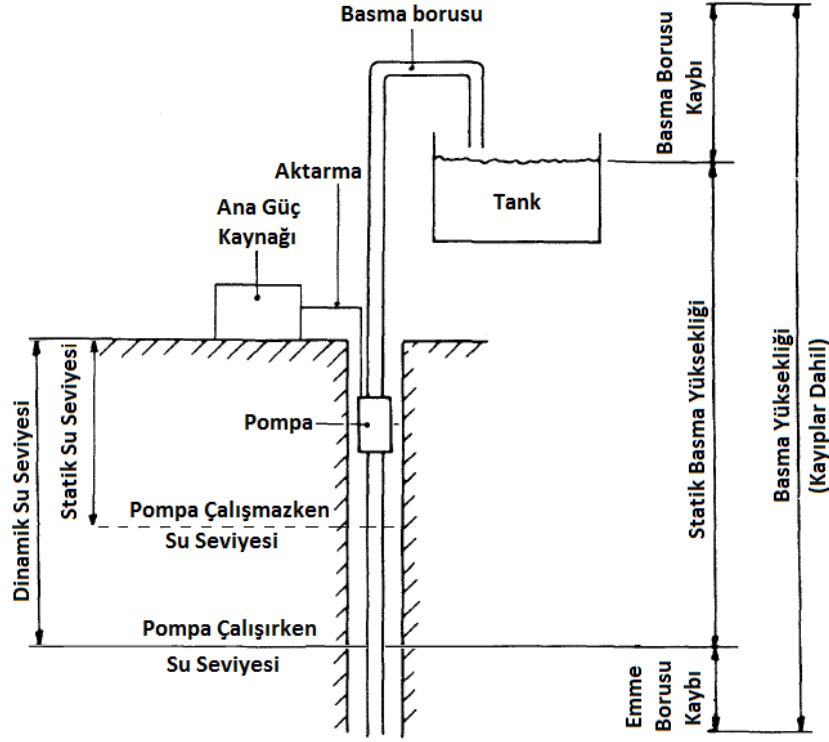 Basma borusu
Basma Borusu
Kaybı
Aktarma
Ana Güç
Kaynağı
Tank
Dinamik Su Seviyesi
Statik Su Seviyesi
Pompa
Statik Basma Yüksekliği
Basma Yüksekliği
(Kayıplar Dahil)
Pompa Çalışmazken
Su Seviyesi
Pompa Çalışırken
Su Seviyesi
Emme
Borusu
Kaybı